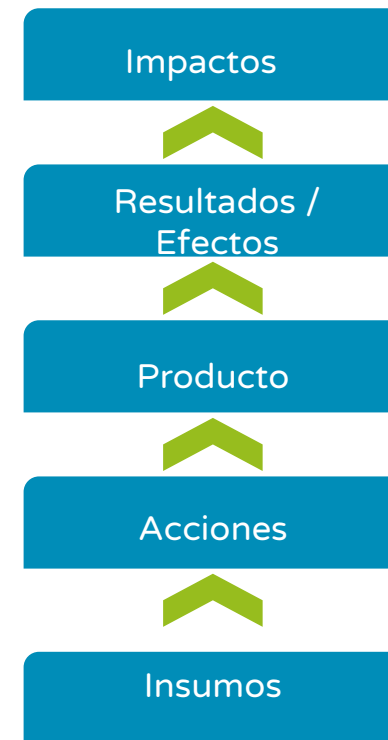 Impactos
Resultados /
Efectos
Producto
Acciones
Insumos